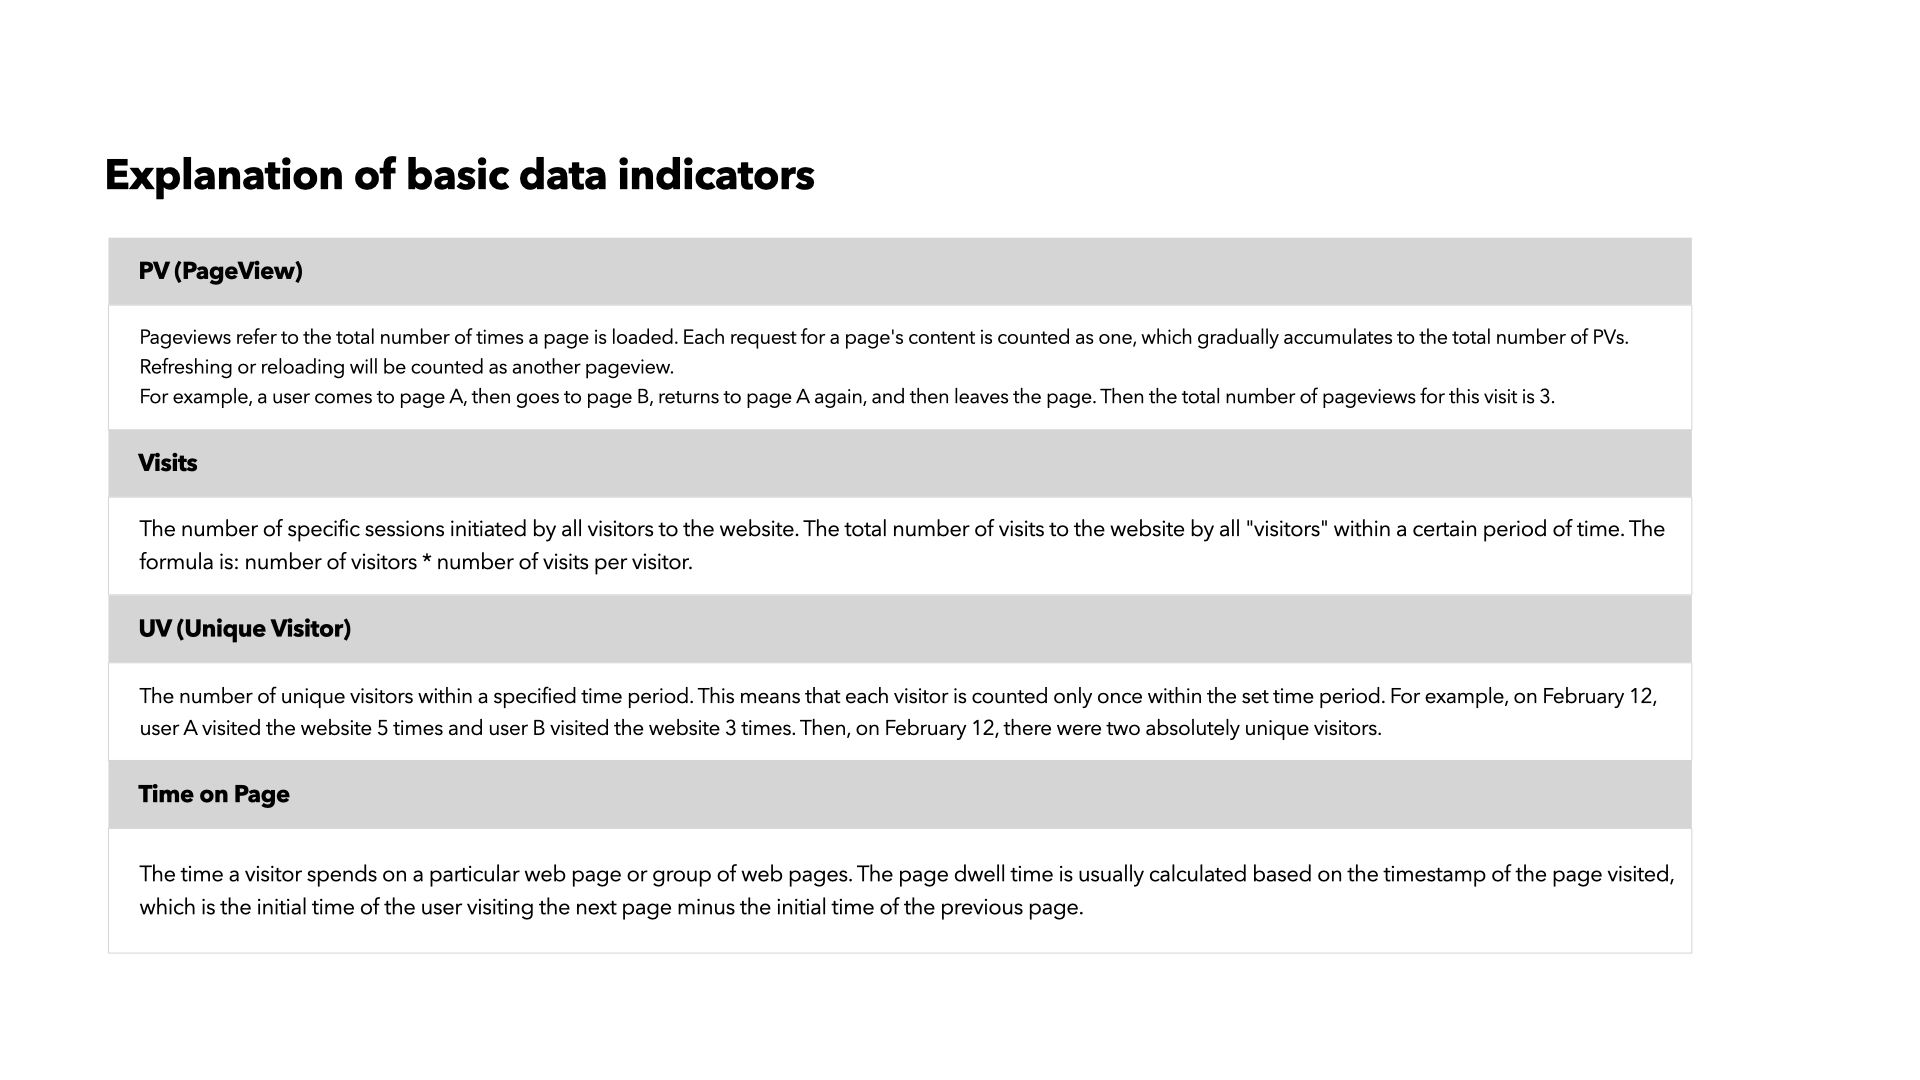 Explanation of basic data indicators
PV (PageView)
Pageviews refer to the total number of times a page is loaded. Each request for a page's content is counted as one, which gradually accumulates to the total number of PVs.
Refreshing or reloading will be counted as another pageview.
For example, a user comes to page A, then goes to page B, returns to page A again, and then leaves the page. Then the total number of pageviews for this visit is 3.
Visits
The number of specific sessions initiated by all visitors to the website. The total number of visits to the website by all "visitors" within a certain period of time. The
formula is: number of visitors * number of visits per visitor.
UV (Unique Visitor)
The number of unique visitors within a specified time period. This means that each visitor is counted only once within the set time period. For example, on February 12,
user A visited the website 5 times and user B visited the website 3 times. Then, on February 12, there were two absolutely unique visitors.
Time on Page
The time a visitor spends on a particular web page or group of web pages. The page dwell time is usually calculated based on the timestamp of the page visited,
which is the initial time of the user visiting the next page minus the initial time of the previous page.